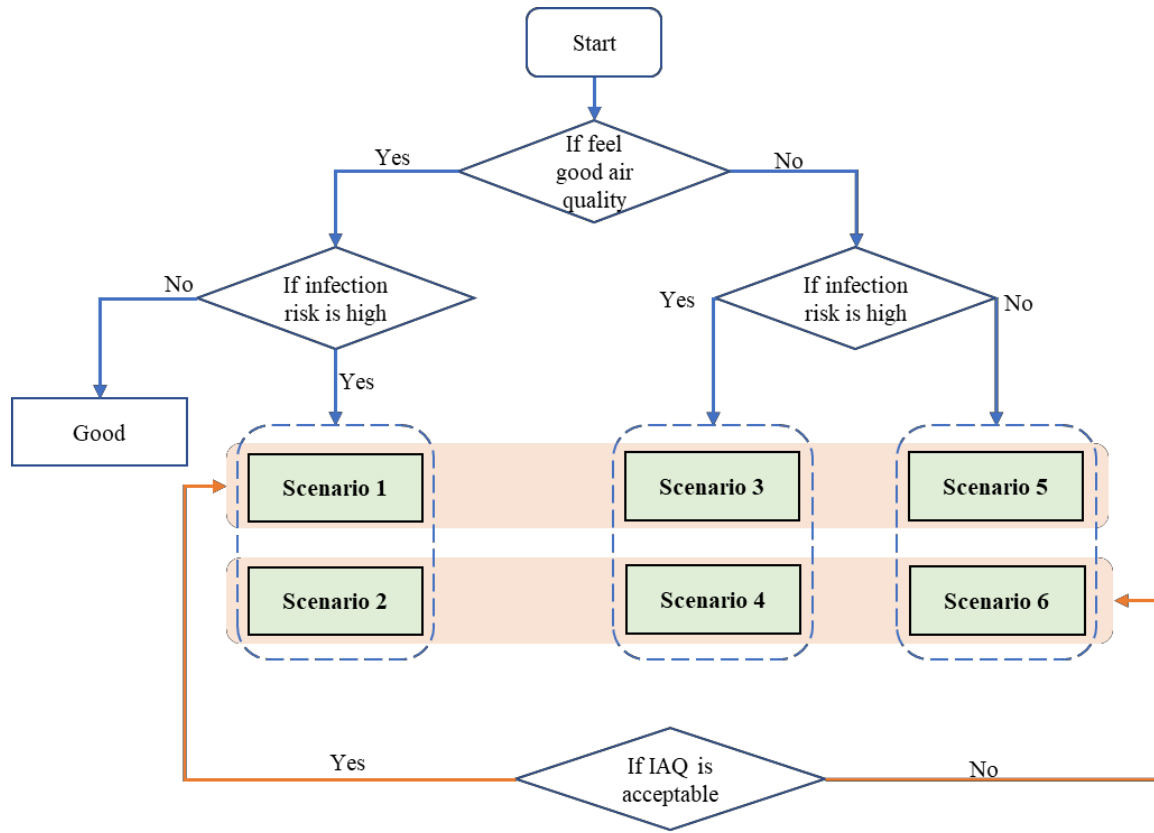 Start
If feel
good air
quality
Yes
No
If infection
risk is high
No
Yes
If infection
risk is high
Yes
No
Good
Scenario 1
Scenario 3
Scenario 5
Scenario 2
Scenario 4
Scenario 6
If IAQ is
acceptable
Yes
No